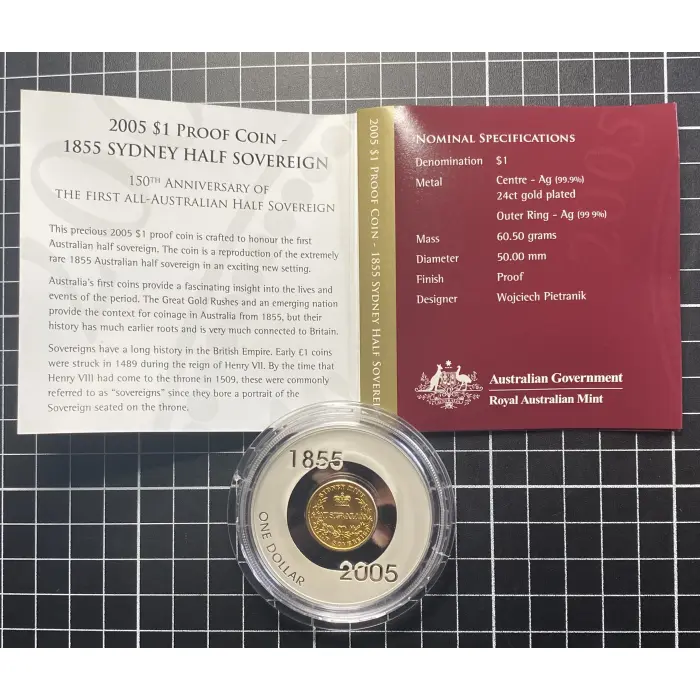 2005 $1 Proof Coin -
1855 Sydney Half Sovereign
150th Anniversary of
the First All-Australian Half Sovereign
This precious 2005 $1 proof coin is crafted to honour the first
Australian half sovereign. The coin is a reproduction of the extremely
rare 1855 Australian half sovereign in an exciting new setting.
Australia's first coins provide a fascinating insight into the lives and
events of the period. The Great Gold Rushes and an emerging nation
provide the context for coinage in Australia from 1855, but their
history has much earlier roots and is very much connected to Britain.
Sovereigns have a long history in the British Empire. Early £1 coins
were struck in 1489 during the reign of Henry VII. By the time that
Henry VIII had come to the throne in 1509, these were commonly
referred to as "sovereigns" since they bore a portrait of the
Sovereign seated on the throne.
2005 $1 Proof Coin - 1855 Sydney Half Sovere
Nominal Specifications
Denomination $1
Metal Centre - Ag (99.9%)
24ct gold plated
Outer Ring - Ag (99 9%)
Mass 60.50 grams
Diameter 50.00 mm
Finish Proof
Designer Wojciech Pietranik
Australian Government
Royal Australian Mint
1855
SYDNEY MINT
AUSTRALIA
HALF SOVEREIGN
ONE DOLLAR
2005